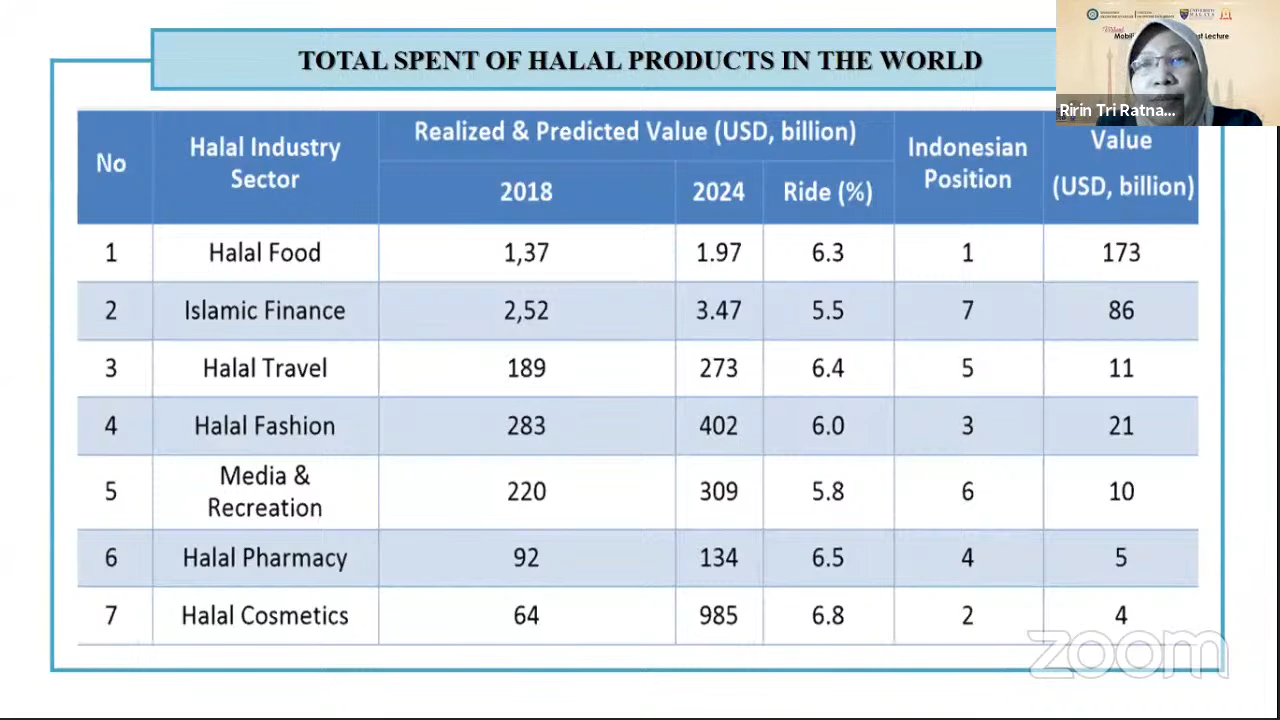 TOTAL SPENT OF HALAL PRODUCTS IN THE WORLD
UNIVERSITI
MALAYA
Virtual
Ririn Tri Ratna...
No Halal Industry Sector Realized & Predicted Value (USD, billion) Indonesian Position Value (USD, billion)
2018 2024 Ride (%)
1 Halal Food 1,37 1.97 6.3 1 173
2 Islamic Finance 2,52 3.47 5.5 7 86
3 Halal Travel 189 273 6.4 5 11
4 Halal Fashion 283 402 6.0 3 21
5 Media & Recreation 220 309 5.8 6 10
6 Halal Pharmacy 92 134 6.5 4 5
7 Halal Cosmetics 64 985 6.8 2 4
zoom